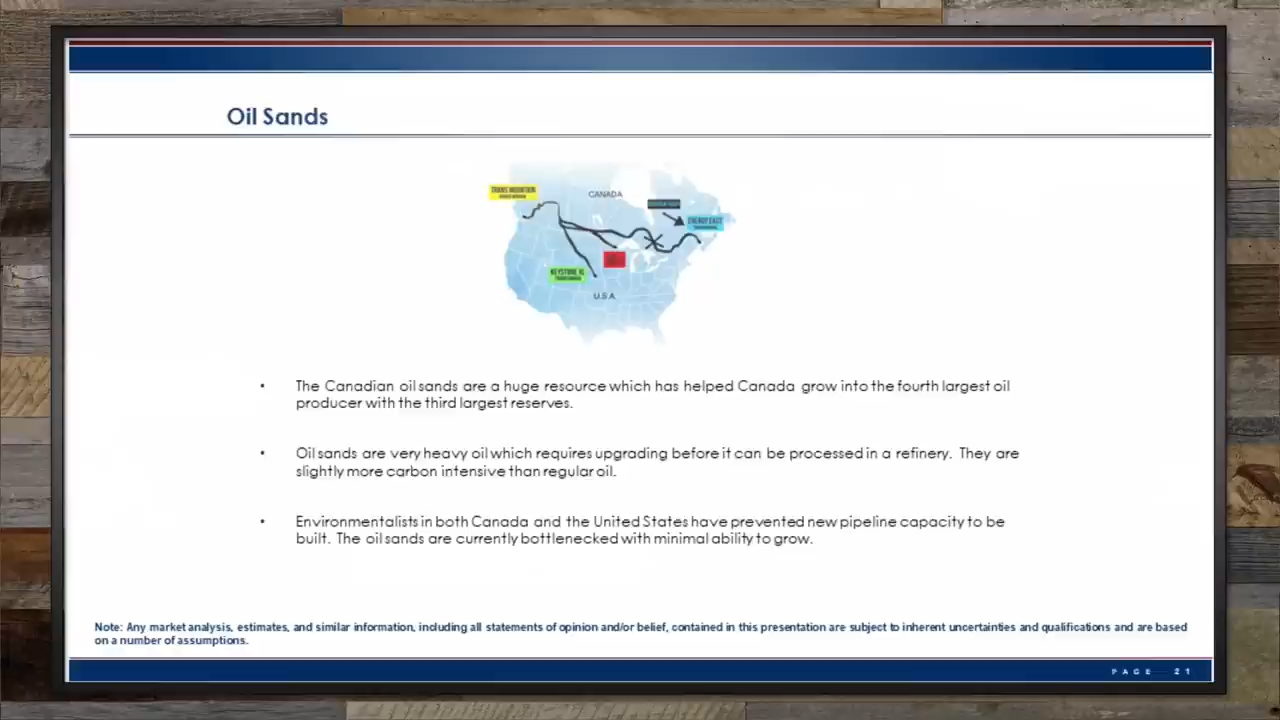 Oil Sands
TRANS MOUNTAIN
CANADA
ENERGY EAST
KEYSTONE XL
U.S.A.
• The Canadian oil sands are a huge resource which has helped Canada grow into the fourth largest oil
producer with the third largest reserves.
• Oil sands are very heavy oil which requires upgrading before it can be processed in a refinery. They are
slightly more carbon intensive than regular oil.
• Environmentalists in both Canada and the United States have prevented new pipeline capacity to be
built. The oil sands are currently bottlenecked with minimal ability to grow.
Note: Any market analysis, estimates, and similar information, including all statements of opinion and/or belief, contained in this presentation are subject to inherent uncertainties and qualifications and are based
on a number of assumptions.
PAGE 21